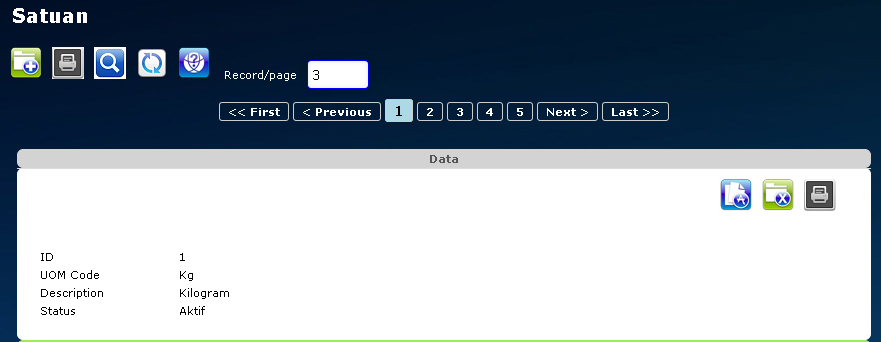 Satuan
Record/page 3
<< First < Previous 1 2 3 4 5 Next > Last >>
Data
ID 1
UOM Code Kg
Description Kilogram
Status Aktif